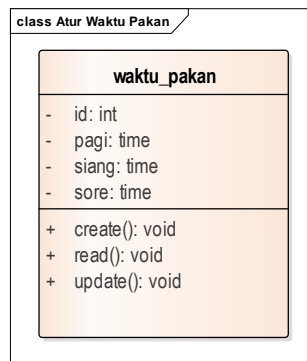 class Atur Waktu Pakan
waktu_pakan
- id: int
- pagi: time
- siang: time
- sore: time
+ create(): void
+ read(): void
+ update(): void